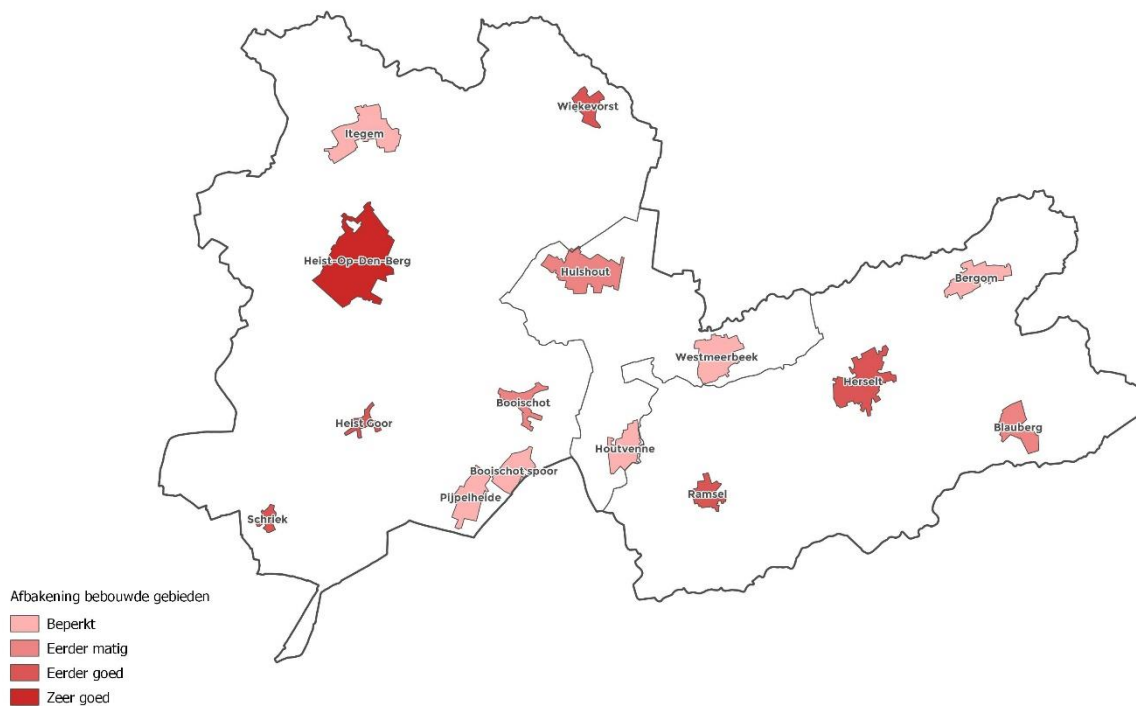 Wiekevorst
Itegem
Heist-Op-Den-Berg
Hulshout
Bergom
Westmeerbeek
Herselt
Booischot
Heist Goor
Blauberg
Houtvenne
Booischot spoor
Pijpelheide
Ramsel
Schriek
Afbakening bebouwde gebieden
Beperkt
Eerder matig
Eerder goed
Zeer goed